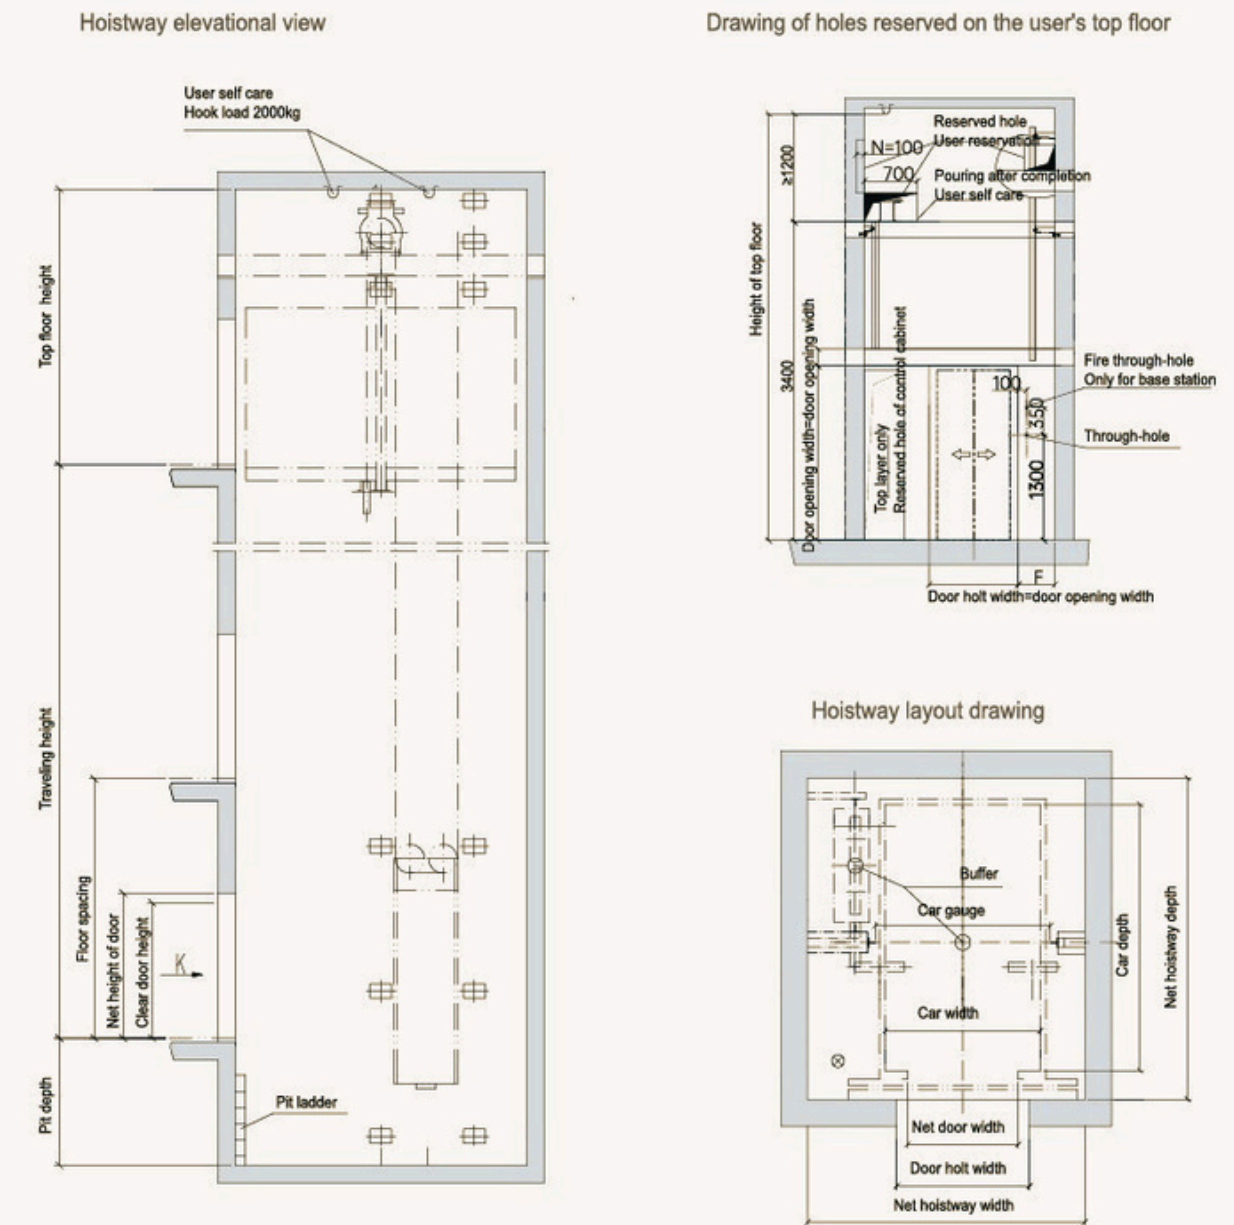 Hoistway elevational view
User self care
Hook load 2000kg
Top floor height
Traveling height
Floor spacing
Net height of door
Clear door height
K
Pit depth
Pit ladder
Drawing of holes reserved on the user's top floor
Reserved hole
User reservation
N=100
700
Pouring after completion
User self care
≥1200
Height of top floor
3400
Door opening width=door opening width
Top layer only
Reserved hole of control cabinet
100
350
1300
Fire through-hole
Only for base station
Through-hole
F
Door holt width=door opening width
Hoistway layout drawing
Buffer
Car gauge
Car width
Car depth
Net hoistway depth
Net door width
Door holt width
Net hoistway width